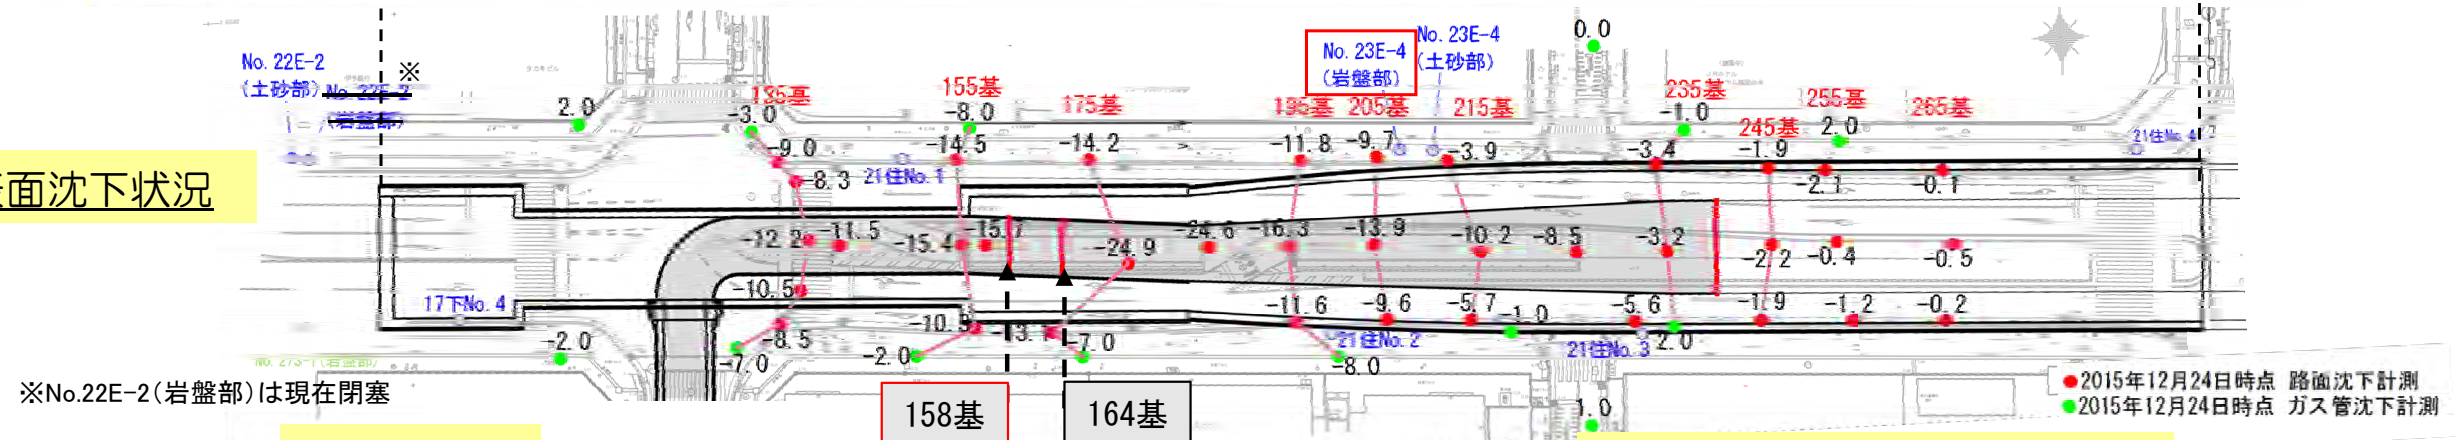 0.0
No. 22E-2
(土砂部)
※
No. 22E-2
(岩盤部)
No. 23E-4
(岩盤部)
No. 23E-4
(土砂部)
2.0
135基
-3.0
155基
-8.0
175基
195基
205基
215基
235基
-1.0
245基
255基
2.0
265基
21住No. 4
-9.0
-8.3
21住No. 1
-14.5
-14.2
-11.8
-9.7
-3.9
-3.4
-1.9
-2.1
-0.1
面沈下状況
-12.2
-11.5
-15.4
-15.7
-24.9
-24.6
-16.3
-13.9
-10.2
-8.5
-3.2
-2.2
-0.4
-0.5
17下No. 4
-10.5
-8.5
-7.0
-10.5
-2.0
-7.0
-11.6
-9.6
-5.7
-1.0
-5.6
-1.9
-1.2
-0.2
21住No. 2
-8.0
21住No. 3
2.0
-2.0
1.0
※No.22E-2(岩盤部)は現在閉塞
158基
164基
2015年12月24日時点 路面沈下計測
2015年12月24日時点 ガス管沈下計測